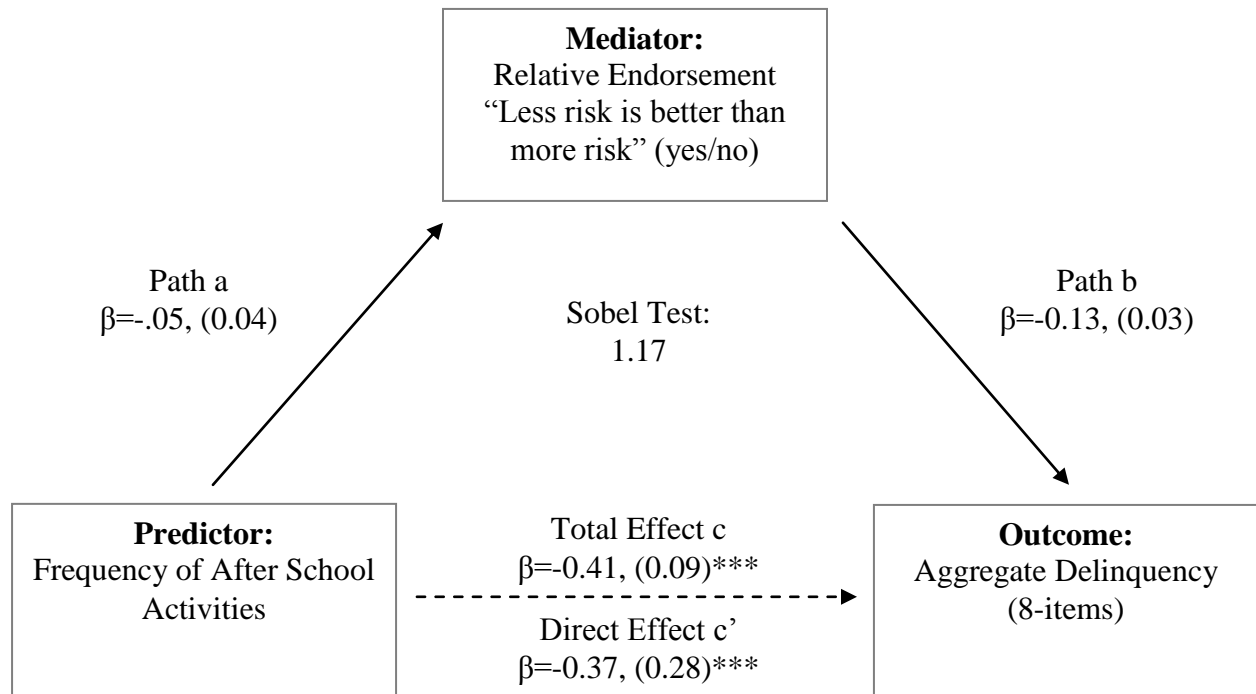 Mediator:
Relative Endorsement
“Less risk is better than
more risk” (yes/no)
Path a
β=-.05, (0.04)
Sobel Test:
1.17
Path b
β=-0.13, (0.03)
Predictor:
Frequency of After School
Activities
Total Effect c
β=-0.41, (0.09)***
Direct Effect c’
β=-0.37, (0.28)***
Outcome:
Aggregate Delinquency
(8-items)